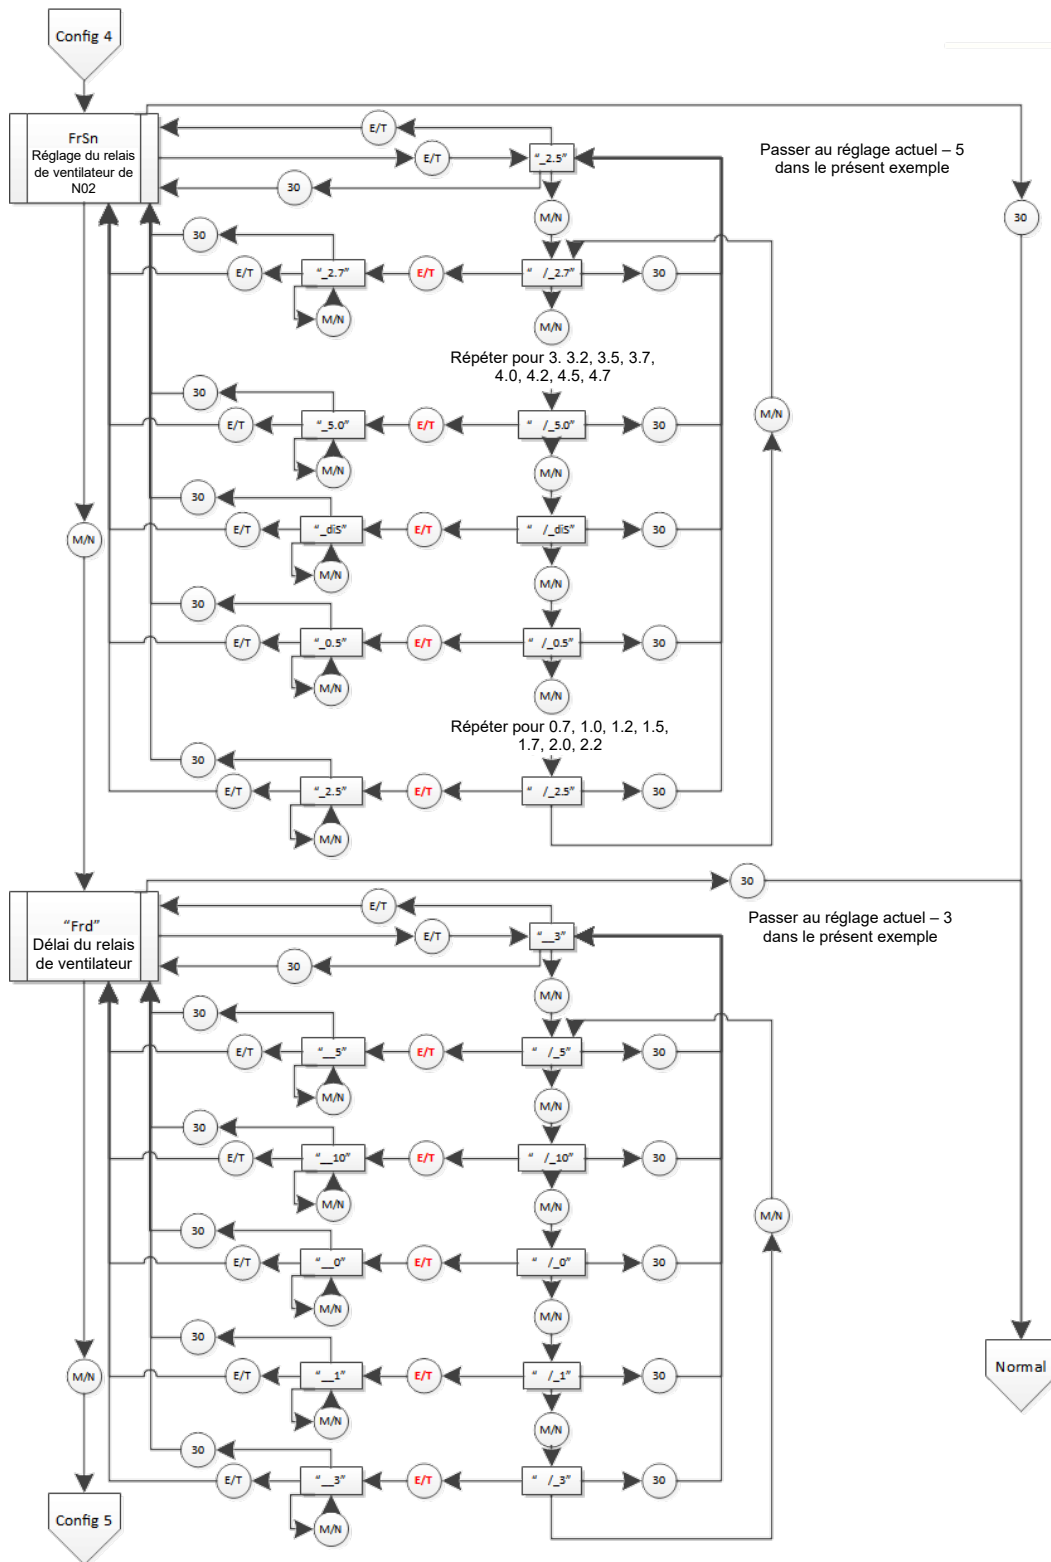 Config 4
FrSn
Réglage du relais
de ventilateur de
N02
E/T
E/T
"_2.5"
30
Passer au réglage actuel – 5
dans le présent exemple
30
M/N
30
E/T
"_2.7"
E/T
" /_2.7"
30
M/N
M/N
Répéter pour 3. 3.2, 3.5, 3.7,
4.0, 4.2, 4.5, 4.7
30
E/T
"_5.0"
E/T
" /_5.0"
30
M/N
M/N
M/N
30
E/T
"_diS"
E/T
" /_diS"
30
M/N
M/N
M/N
30
E/T
"_0.5"
E/T
" /_0.5"
30
M/N
M/N
Répéter pour 0.7, 1.0, 1.2, 1.5,
1.7, 2.0, 2.2
30
E/T
"_2.5"
E/T
" /_2.5"
30
M/N
"Frd"
Délai du relais
de ventilateur
30
E/T
E/T
"__3"
30
Passer au réglage actuel – 3
dans le présent exemple
M/N
30
E/T
"__5"
E/T
" /_5"
30
M/N
M/N
30
E/T
"__10"
E/T
" /_10"
30
M/N
M/N
M/N
30
E/T
"__0"
E/T
" /_0"
30
M/N
M/N
30
E/T
"__1"
E/T
" /_1"
30
M/N
M/N
M/N
Normal
30
E/T
"__3"
E/T
" /_3"
30
M/N
Config 5